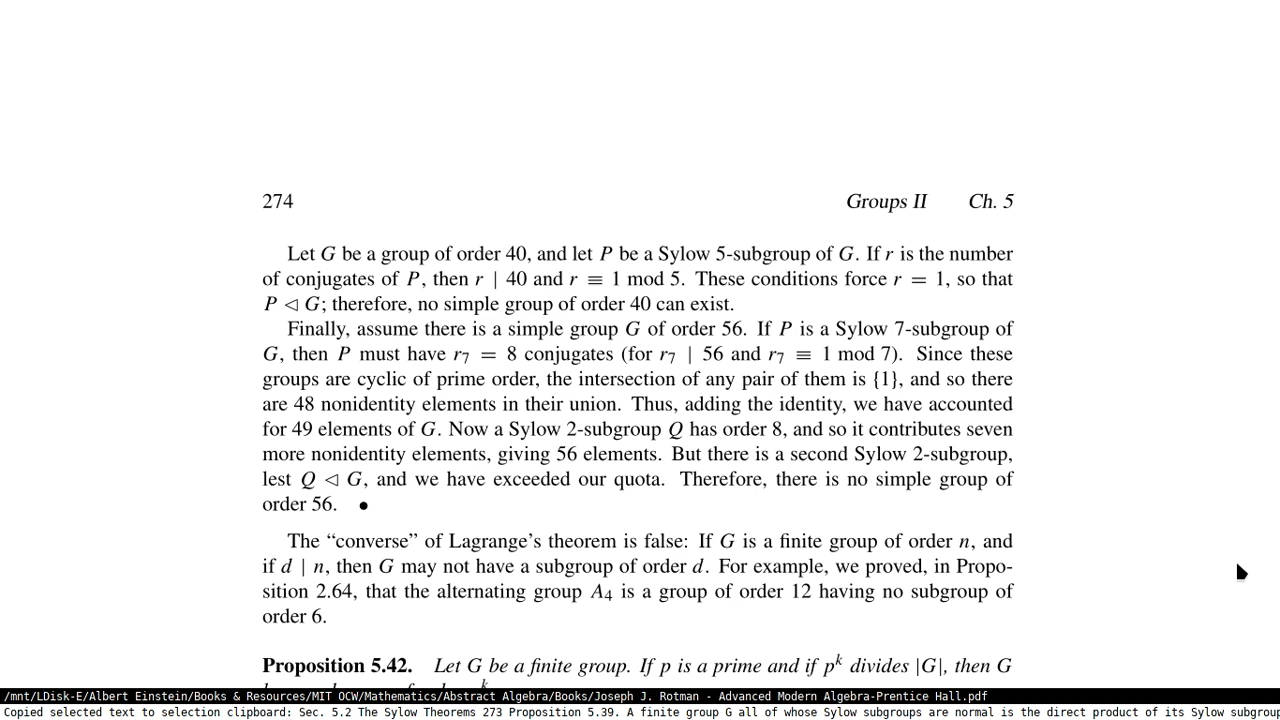 274 Groups II Ch. 5
Let G be a group of order 40, and let P be a Sylow 5-subgroup of G. If r is the number
of conjugates of P, then r | 40 and r ≡ 1 mod 5. These conditions force r = 1, so that
P ◁ G; therefore, no simple group of order 40 can exist.
Finally, assume there is a simple group G of order 56. If P is a Sylow 7-subgroup of
G, then P must have r₇ = 8 conjugates (for r₇ | 56 and r₇ ≡ 1 mod 7). Since these
groups are cyclic of prime order, the intersection of any pair of them is {1}, and so there
are 48 nonidentity elements in their union. Thus, adding the identity, we have accounted
for 49 elements of G. Now a Sylow 2-subgroup Q has order 8, and so it contributes seven
more nonidentity elements, giving 56 elements. But there is a second Sylow 2-subgroup,
lest Q ◁ G, and we have exceeded our quota. Therefore, there is no simple group of
order 56. •
The “converse” of Lagrange’s theorem is false: If G is a finite group of order n, and
if d | n, then G may not have a subgroup of order d. For example, we proved, in Propo-
sition 2.64, that the alternating group A₄ is a group of order 12 having no subgroup of
order 6.
Proposition 5.42. Let G be a finite group. If p is a prime and if pᵏ divides |G|, then G
/mnt/LDisk-E/Albert Einstein/Books & Resources/MIT OCW/Mathematics/Abstract Algebra/Books/Joseph J. Rotman - Advanced Modern Algebra-Prentice Hall.pdf
Copied selected text to selection clipboard: Sec. 5.2 The Sylow Theorems 273 Proposition 5.39. A finite group G all of whose Sylow subgroups are normal is the direct product of its Sylow subgrou